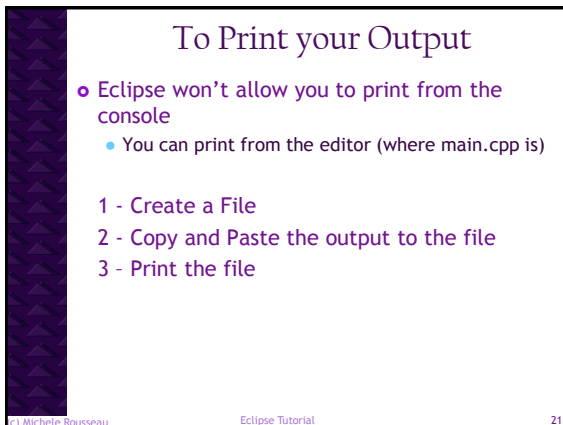 To Print your Output
Eclipse won’t allow you to print from the
console
You can print from the editor (where main.cpp is)
1 - Create a File
2 - Copy and Paste the output to the file
3 – Print the file
(c) Michele Rousseau
Eclipse Tutorial
21